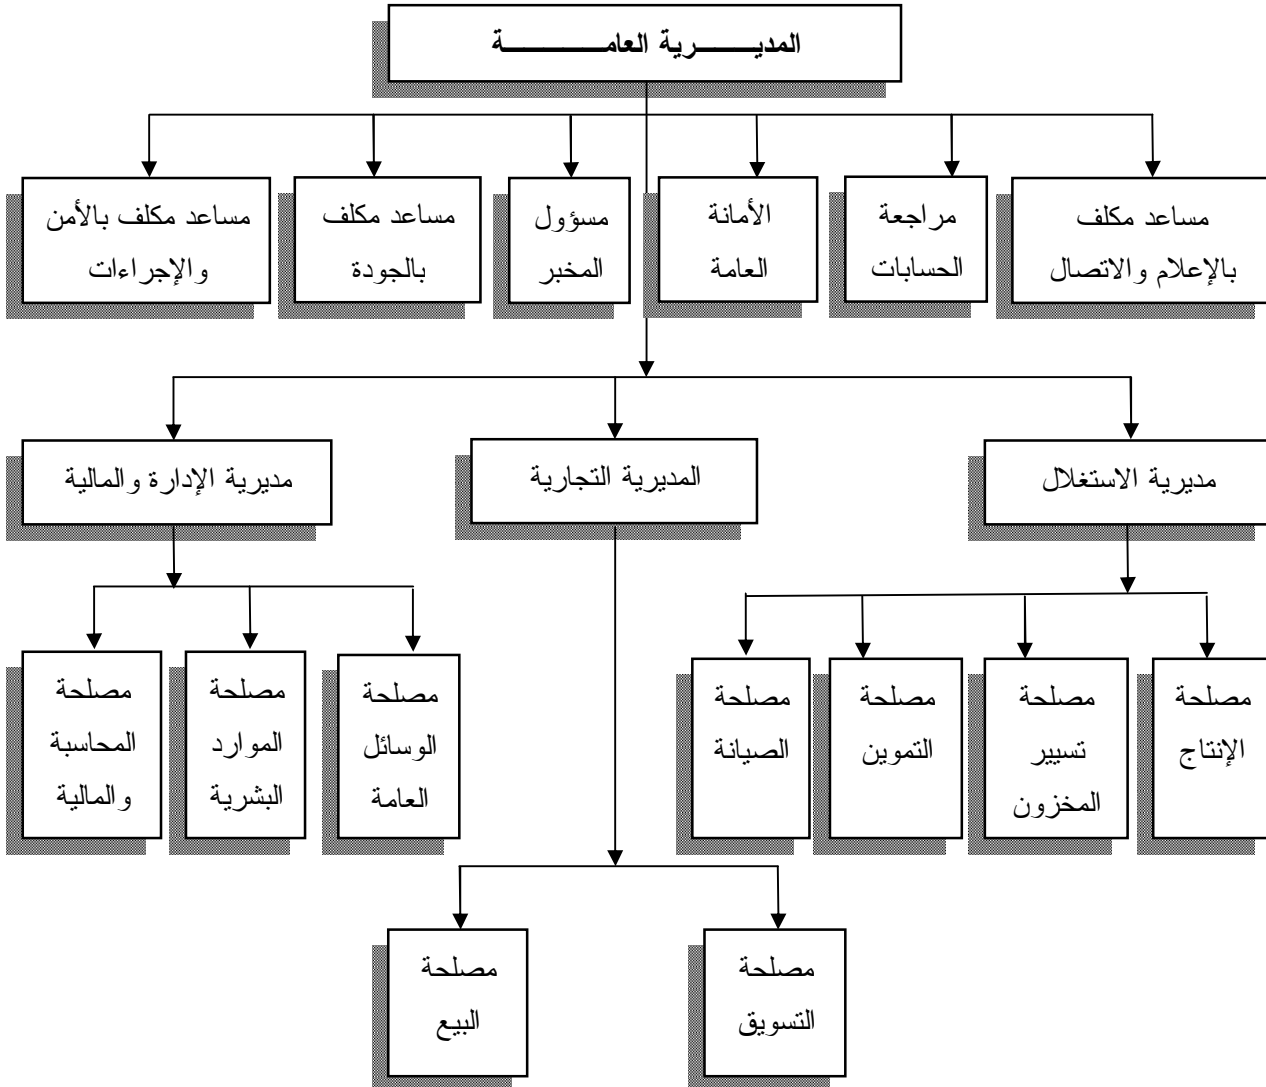 المديرية العامة
مساعد مكلف
بالإعلام والاتصال
مراجعة
الحسابات
الأمانة
العامة
مسؤول
المخبر
مساعد مكلف
بالجودة
مساعد مكلف بالأمن
والإجراءات
مديرية الاستغلال
المديرية التجارية
مديرية الإدارة والمالية
مصلحة
الإنتاج
مصلحة
تسيير
المخزون
مصلحة
التموين
مصلحة
الصيانة
مصلحة
الوسائل
العامة
مصلحة
الموارد
البشرية
مصلحة
المحاسبة
والمالية
مصلحة
التسويق
مصلحة
البيع